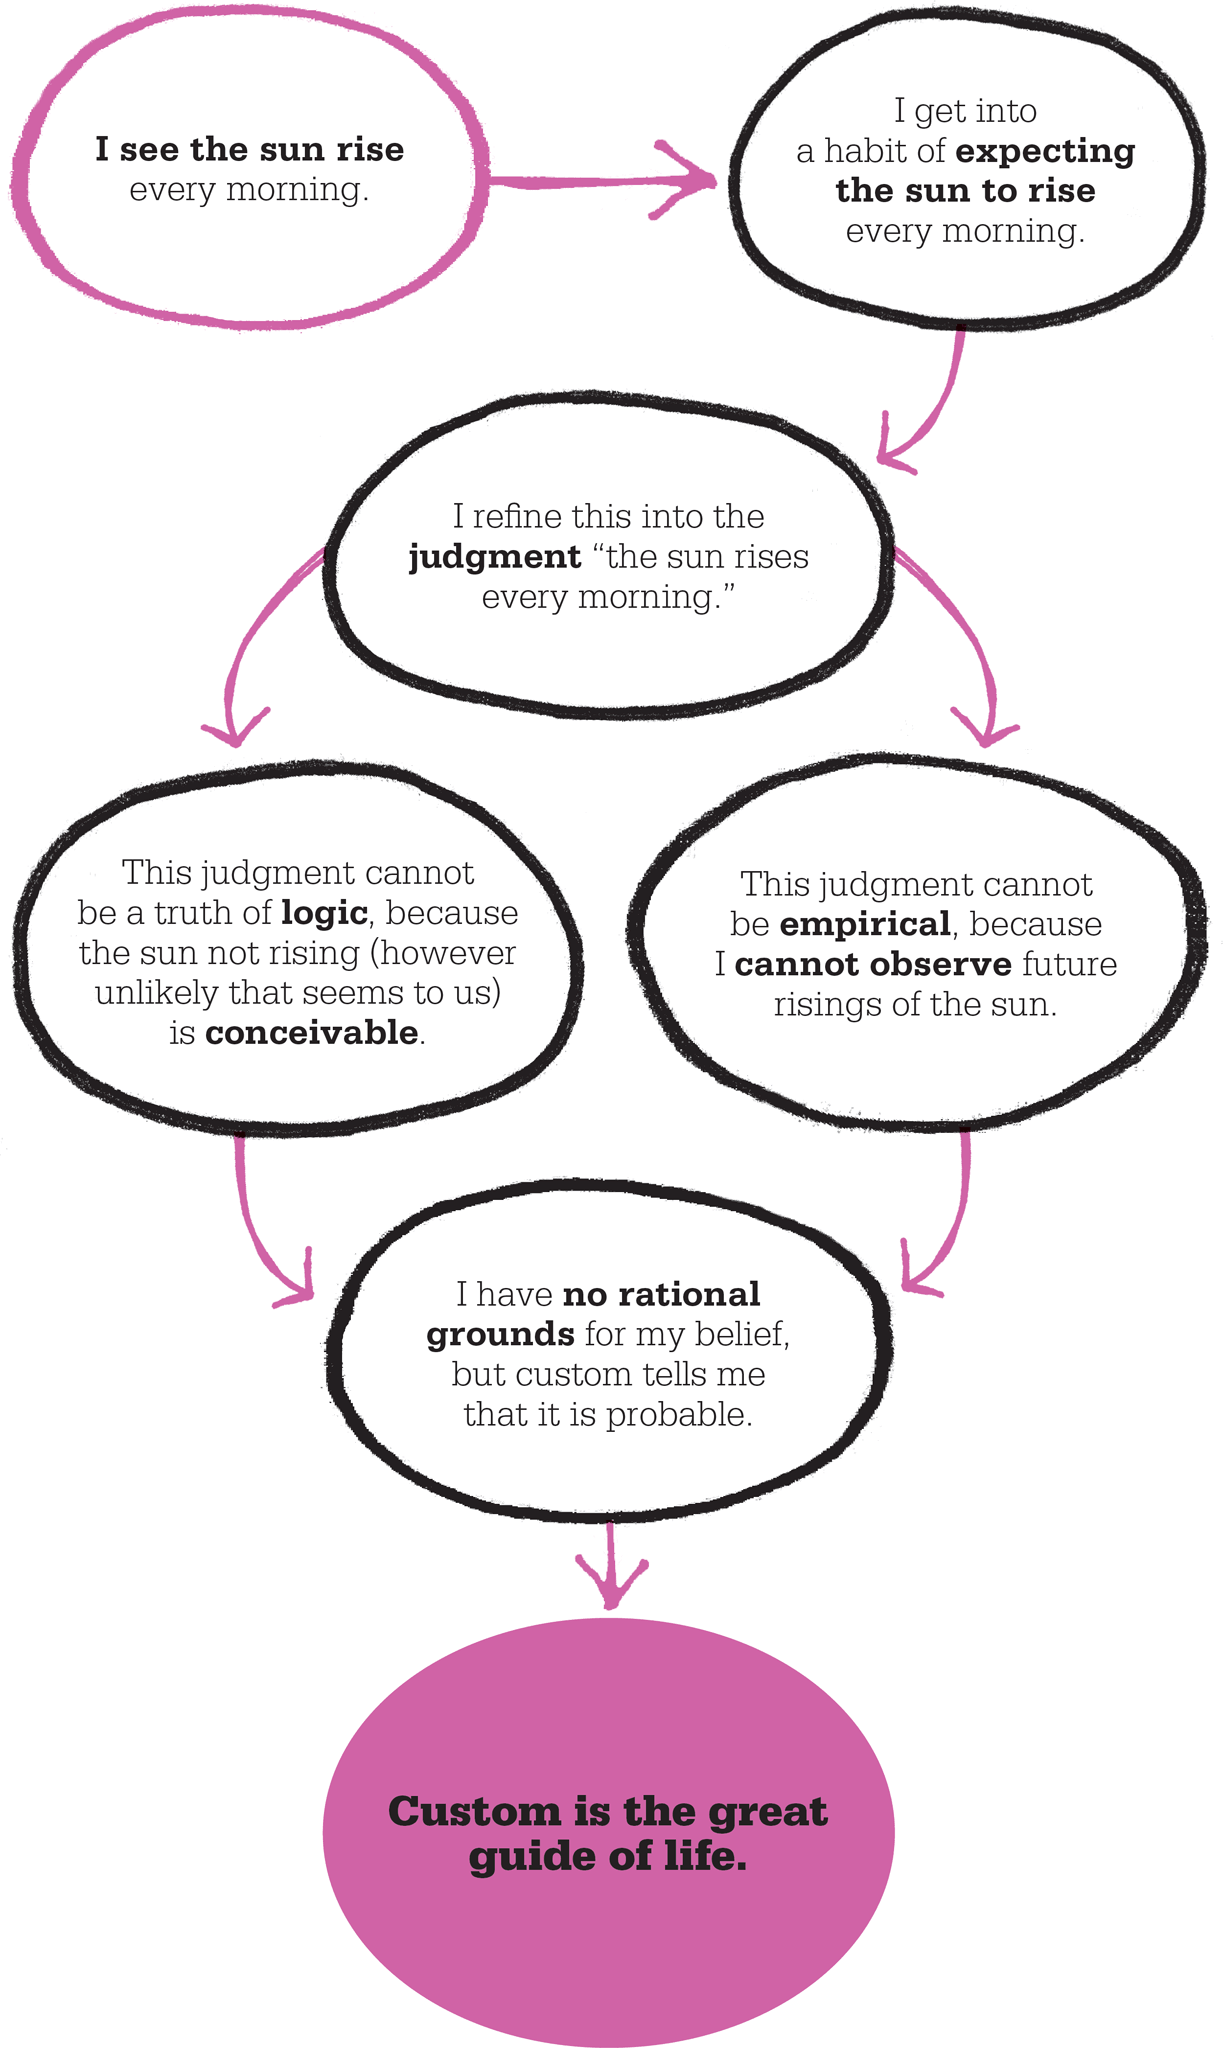 I see the sun rise
every morning.
I get into
a habit of expecting
the sun to rise
every morning.
I refine this into the
judgment “the sun rises
every morning.”
This judgment cannot
be a truth of logic, because
the sun not rising (however
unlikely that seems to us)
is conceivable.
This judgment cannot
be empirical, because
I cannot observe future
risings of the sun.
I have no rational
grounds for my belief,
but custom tells me
that it is probable.
Custom is the great
guide of life.